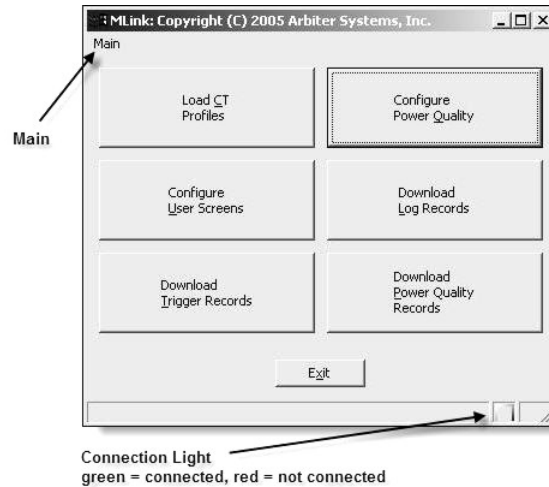 MLink: Copyright (C) 2005 Arbiter Systems, Inc.
Main
Main
Load CT
Profiles
Configure
Power Quality
Configure
User Screens
Download
Log Records
Download
Trigger Records
Download
Power Quality
Records
Exit
Connection Light
green = connected, red = not connected